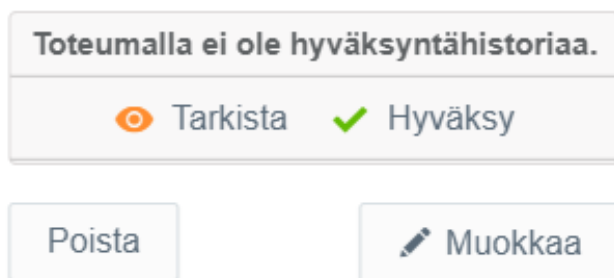 Toteumalla ei ole hyväksyntähistoriaa.
Tarkista Hyväksy
Poista Muokkaa